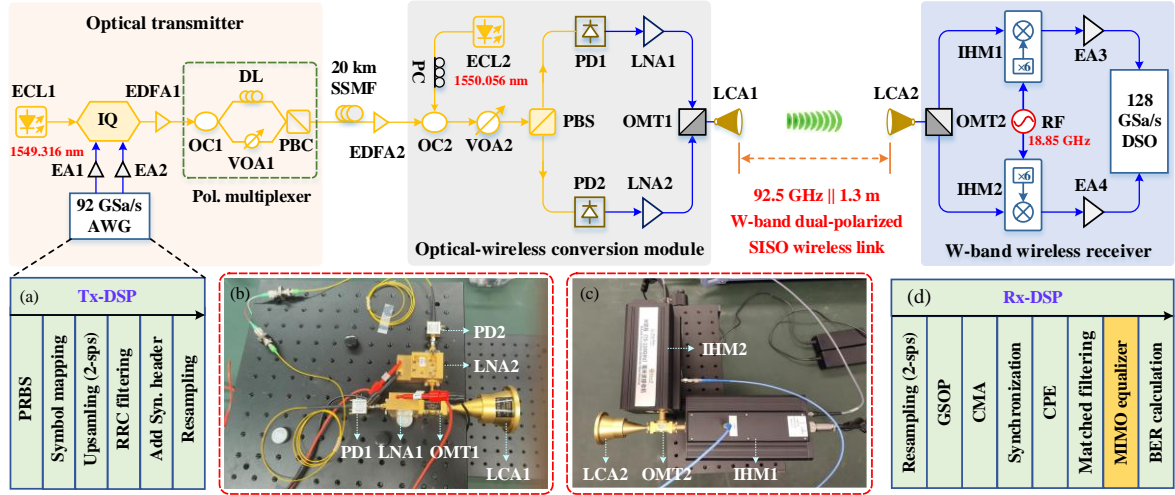 Optical transmitter
ECL1
1549.316 nm
IQ
EDFA1
DL
OC1
VOA1
PBC
Pol. multiplexer
EA1
EA2
92 GSa/s
AWG
20 km
SSMF
EDFA2
PC
ECL2
1550.056 nm
OC2
VOA2
PBS
PD1
LNA1
PD2
LNA2
OMT1
Optical-wireless conversion module
LCA1
LCA2
92.5 GHz || 1.3 m
W-band dual-polarized
SISO wireless link
OMT2
IHM1
×6
RF
18.85 GHz
IHM2
×6
EA3
EA4
128
GSa/s
DSO
W-band wireless receiver
(a)
Tx-DSP
PRBS
Symbol mapping
Upsamling (2-sps)
RRC filtering
Add Syn. header
Resampling
(b)
PD2
LNA2
PD1
LNA1
OMT1
LCA1
(c)
IHM2
LCA2
OMT2
IHM1
(d)
Rx-DSP
Resampling (2-sps)
GSOP
CMA
Synchronization
CPE
Matched filtering
MIMO equalizer
BER calculation